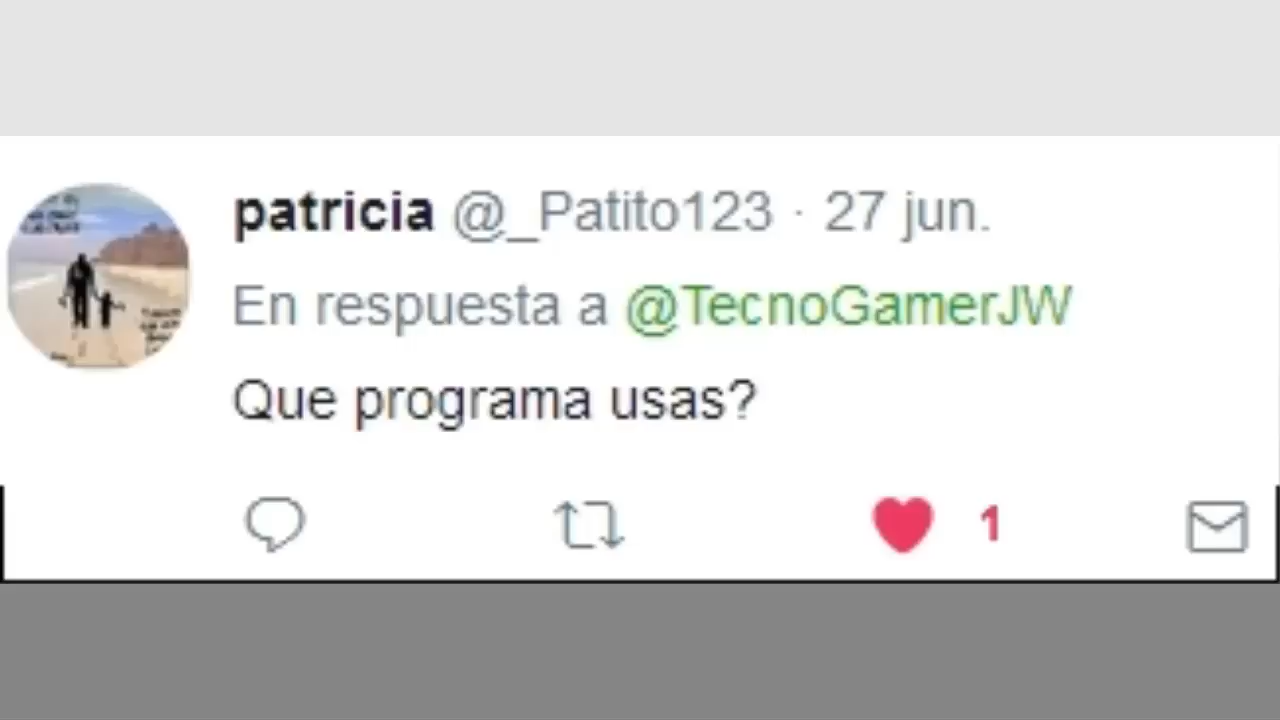 patricia @_Patito123 · 27 jun.
En respuesta a @TecnoGamerJW
Que programa usas?
1